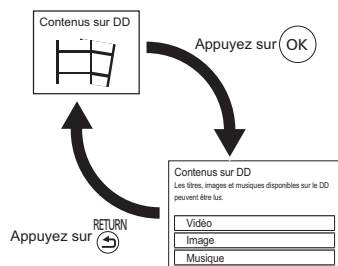 Contenus sur DD
Appuyez sur OK
Contenus sur DD
Les titres, images et musiques disponibles sur le DD
peuvent être lus.
Vidéo
Image
Musique
RETURN
Appuyez sur